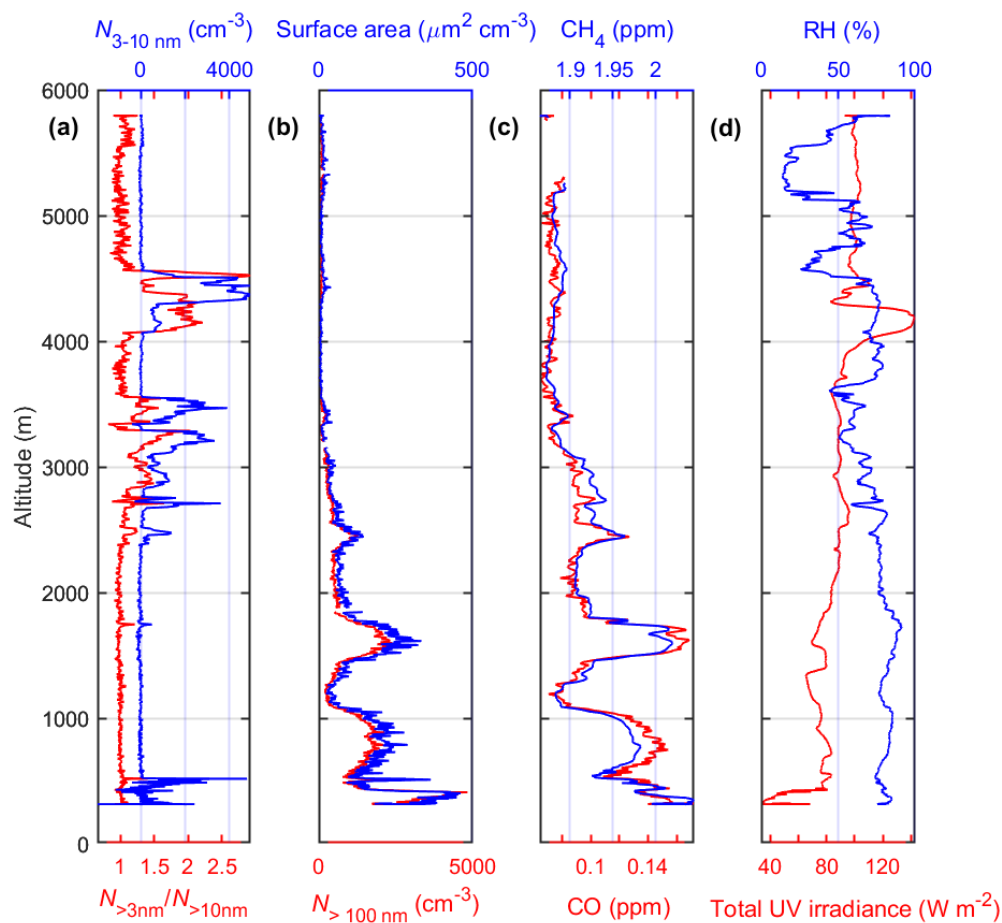 N3-10 nm (cm−3) Surface area (μm2 cm−3) CH4 (ppm) RH (%)
0 4000 0 500 1.9 1.95 2 0 50 100
6000
(a) (b) (c) (d)
5000
4000
Altitude (m)
3000
2000
1000
0
1 1.5 2 2.5 0 5000 0.1 0.14 40 80 120
N>3nm/N>10nm N> 100 nm (cm−3) CO (ppm) Total UV irradiance (W m−2)